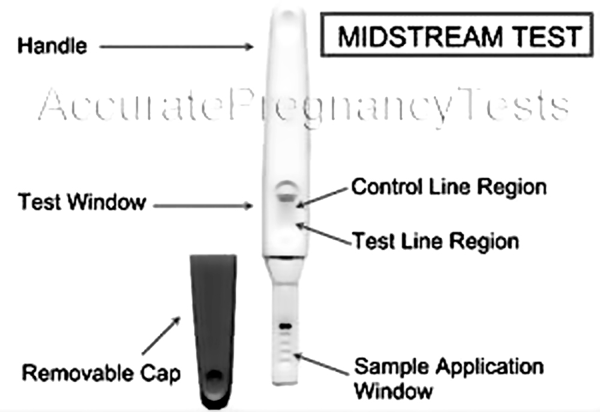 MIDSTREAM TEST
Handle
AccuratePregnancyTests
Test Window
Control Line Region
Test Line Region
Removable Cap
Sample Application
Window